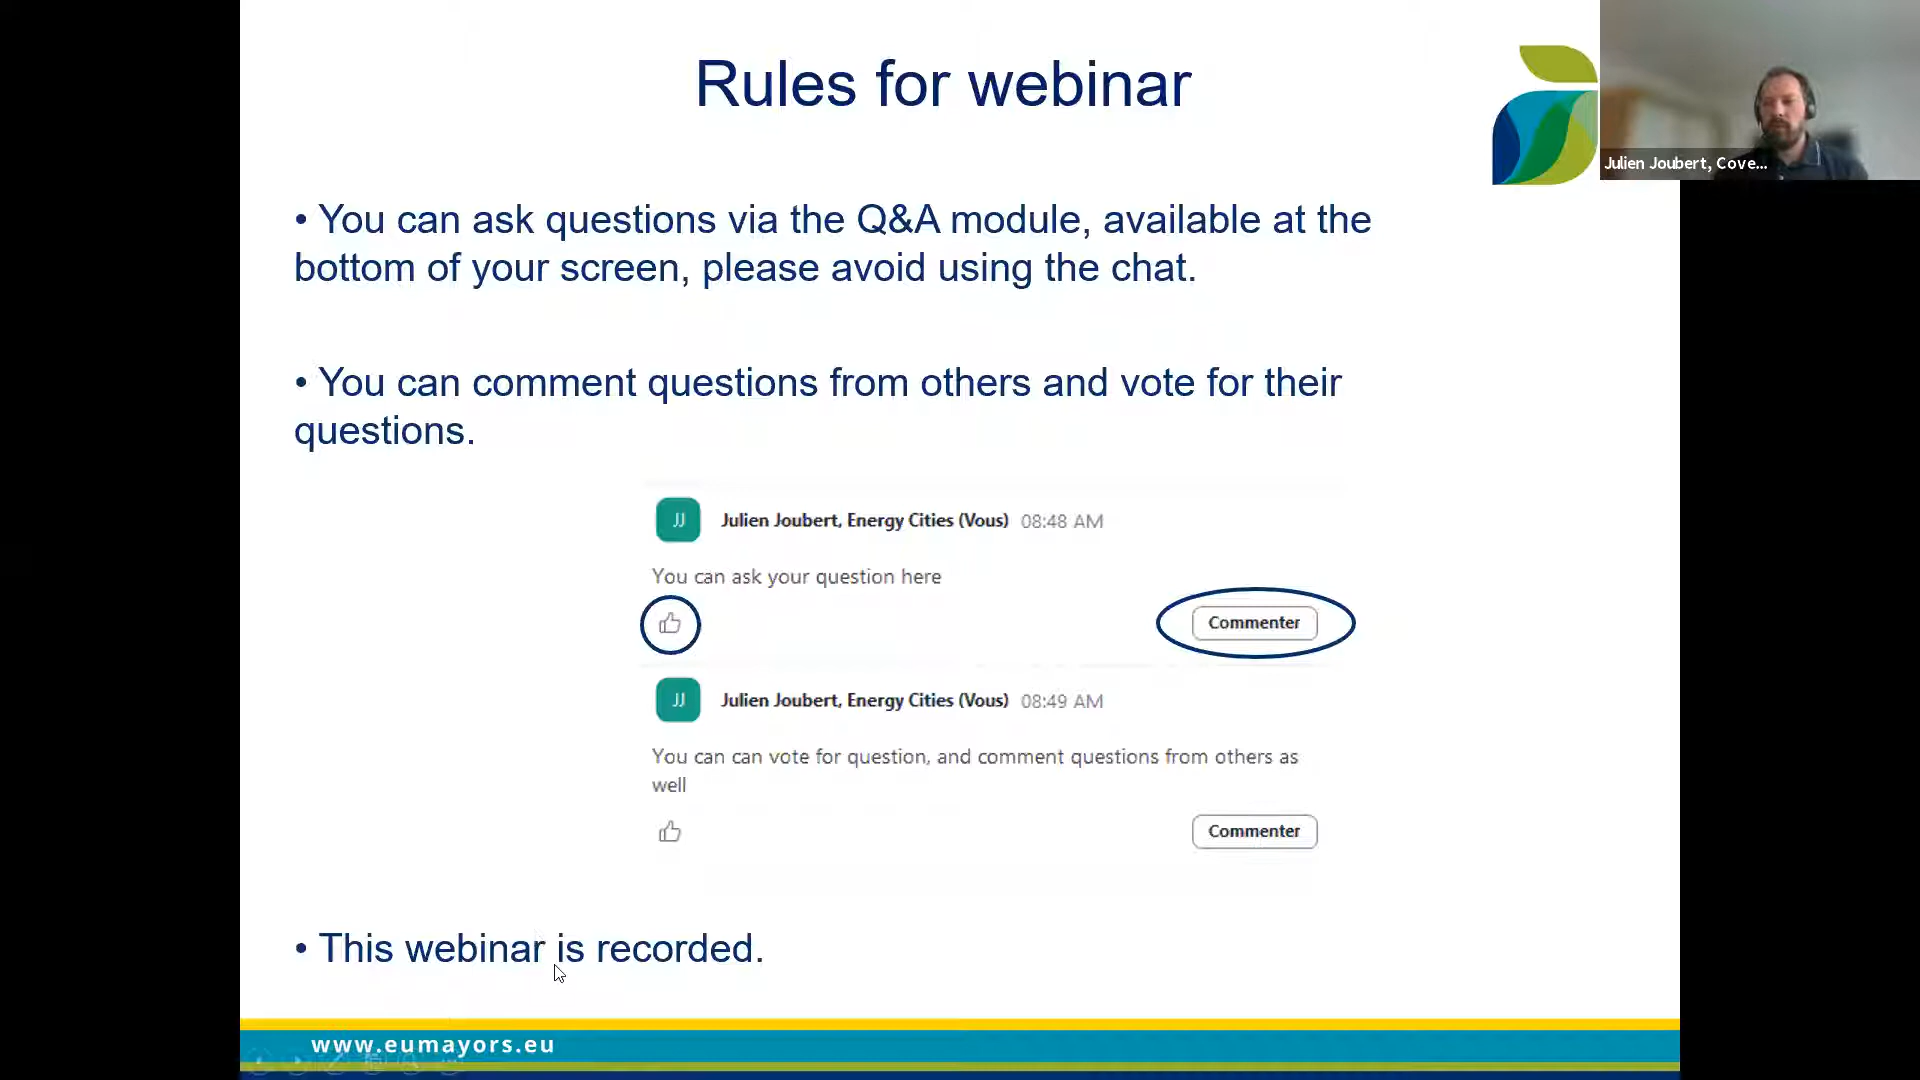 Rules for webinar
Julien Joubert, Cove...
• You can ask questions via the Q&A module, available at the
bottom of your screen, please avoid using the chat.
• You can comment questions from others and vote for their
questions.
JJ Julien Joubert, Energy Cities (Vous) 08:48 AM
You can ask your question here
Commenter
JJ Julien Joubert, Energy Cities (Vous) 08:49 AM
You can can vote for question, and comment questions from others as
well
Commenter
• This webinar is recorded.
www.eumayors.eu